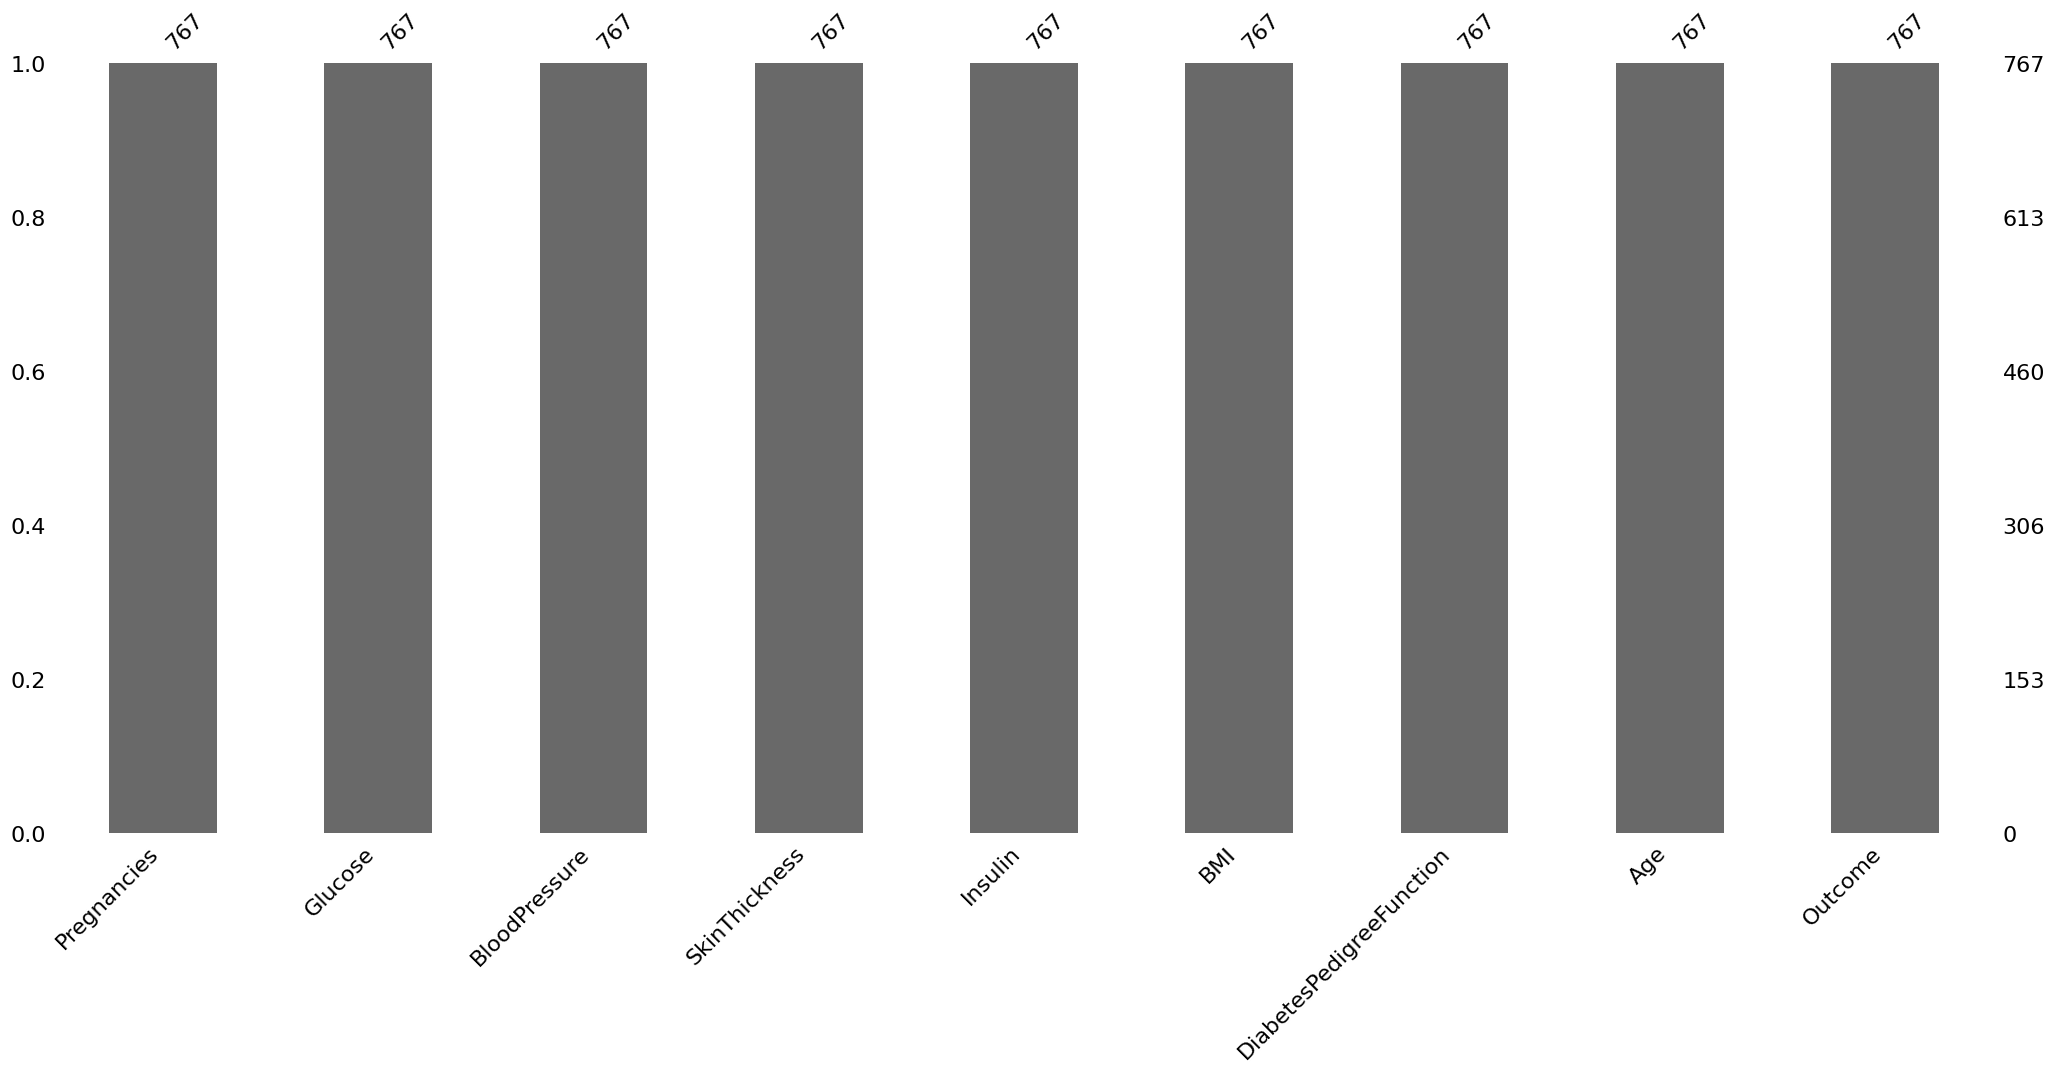 767 767 767 767 767 767 767 767 767
1.0 767
0.8 613
0.6 460
0.4 306
0.2 153
0.0 0
Pregnancies
Glucose
BloodPressure
SkinThickness
Insulin
BMI
DiabetesPedigreeFunction
Age
Outcome